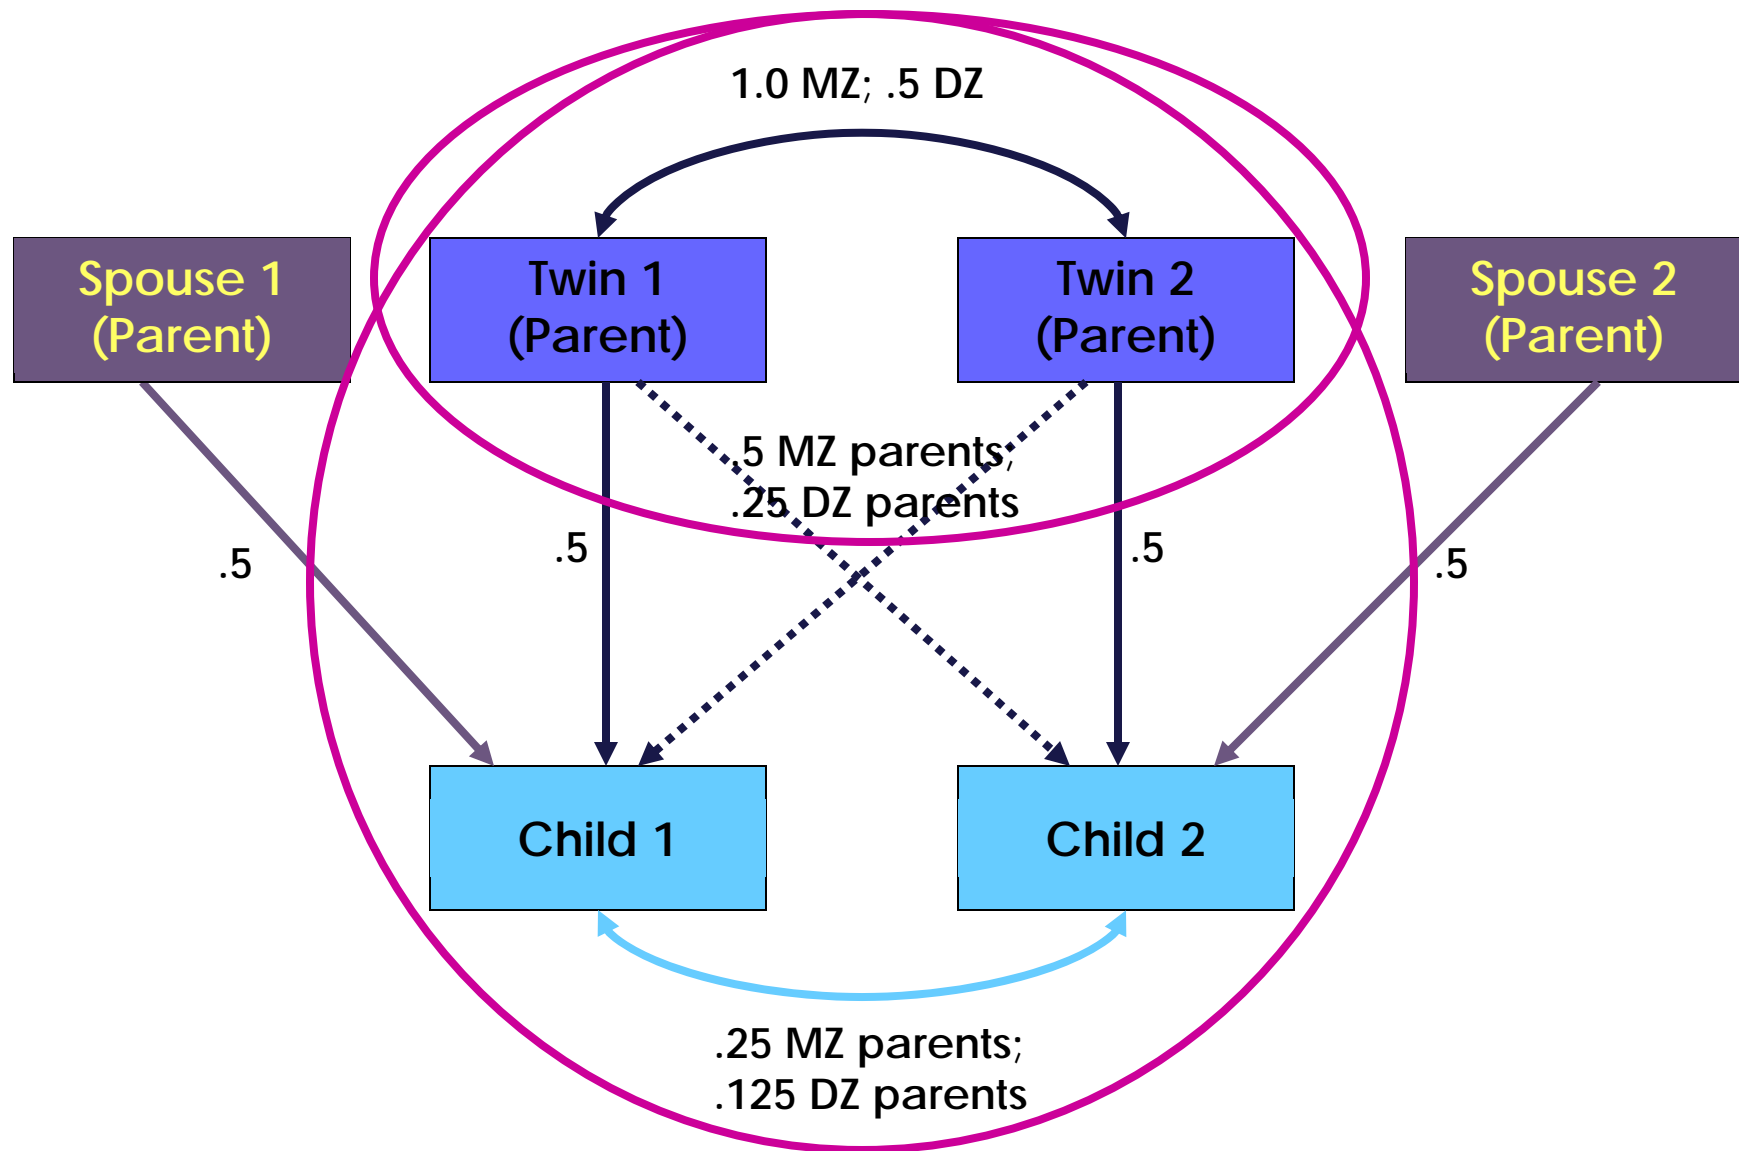 1.0 MZ; .5 DZ
Spouse 1
(Parent)
Twin 1
(Parent)
Twin 2
(Parent)
Spouse 2
(Parent)
.5 MZ parents;
.25 DZ parents
.5
.5
.5
.5
Child 1
Child 2
.25 MZ parents;
.125 DZ parents